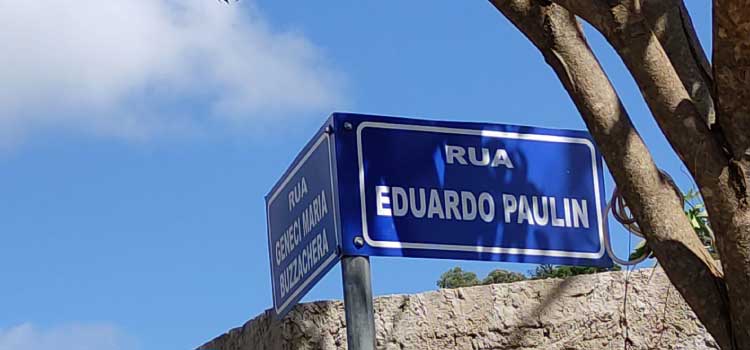 RUA
GENECI MARIA
BUZZACHERA
RUA
EDUARDO PAULIN